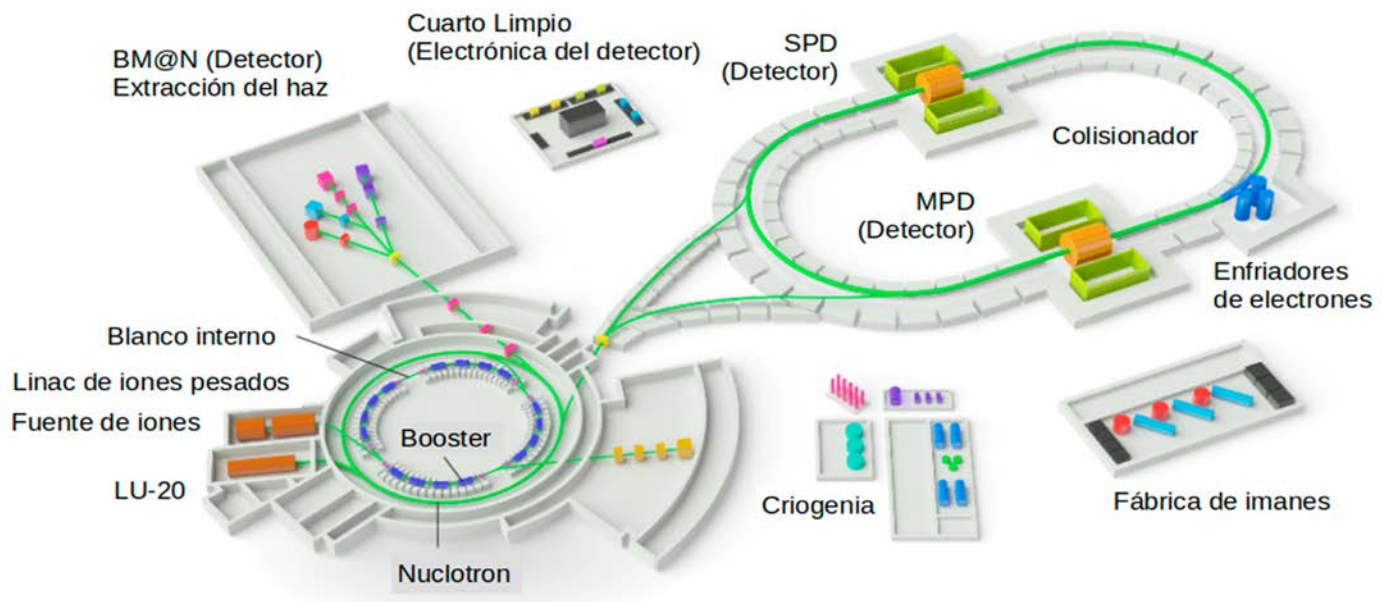 Cuarto Limpio
(Electrónica del detector)
BM@N (Detector)
Extracción del haz
SPD
(Detector)
Colisionador
MPD
(Detector)
Enfriadores
de electrones
Blanco interno
Linac de iones pesados
Fuente de iones
Booster
LU-20
Criogenia
Fábrica de imanes
Nuclotron